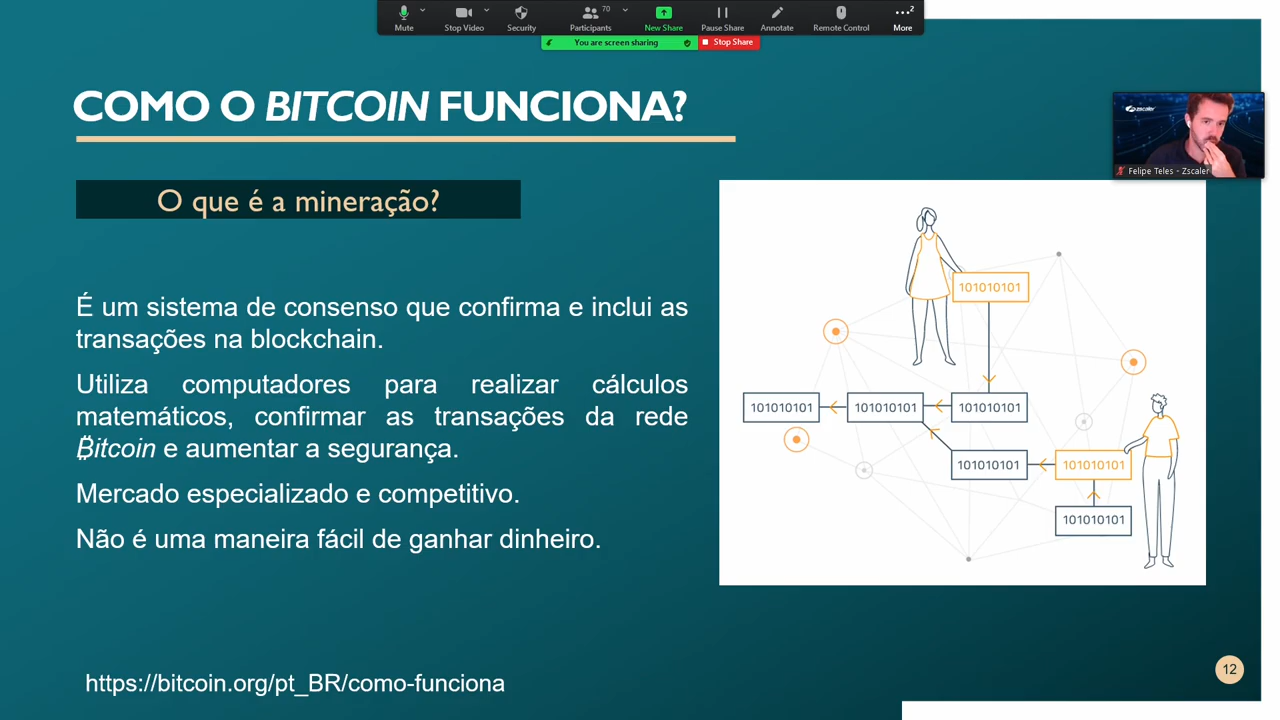 Mute
Stop Video
Security
70
Participants
New Share
Pause Share
Annotate
Remote Control
2
More
You are screen sharing
Stop Share
COMO O BITCOIN FUNCIONA?
zscaler
Felipe Teles - Zscaler
O que é a mineração?
É um sistema de consenso que confirma e inclui as
transações na blockchain.
Utiliza computadores para realizar cálculos
matemáticos, confirmar as transações da rede
Bitcoin e aumentar a segurança.
Mercado especializado e competitivo.
Não é uma maneira fácil de ganhar dinheiro.
101010101
101010101
101010101
101010101
101010101
101010101
101010101
https://bitcoin.org/pt_BR/como-funciona
12